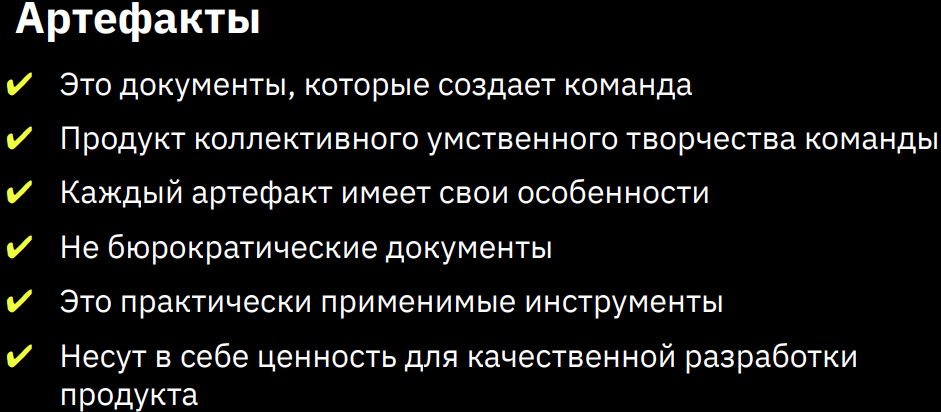 Артефакты
✔ Это документы, которые создает команда
✔ Продукт коллективного умственного творчества команды
✔ Каждый артефакт имеет свои особенности
✔ Не бюрократические документы
✔ Это практически применимые инструменты
✔ Несут в себе ценность для качественной разработки
продукта